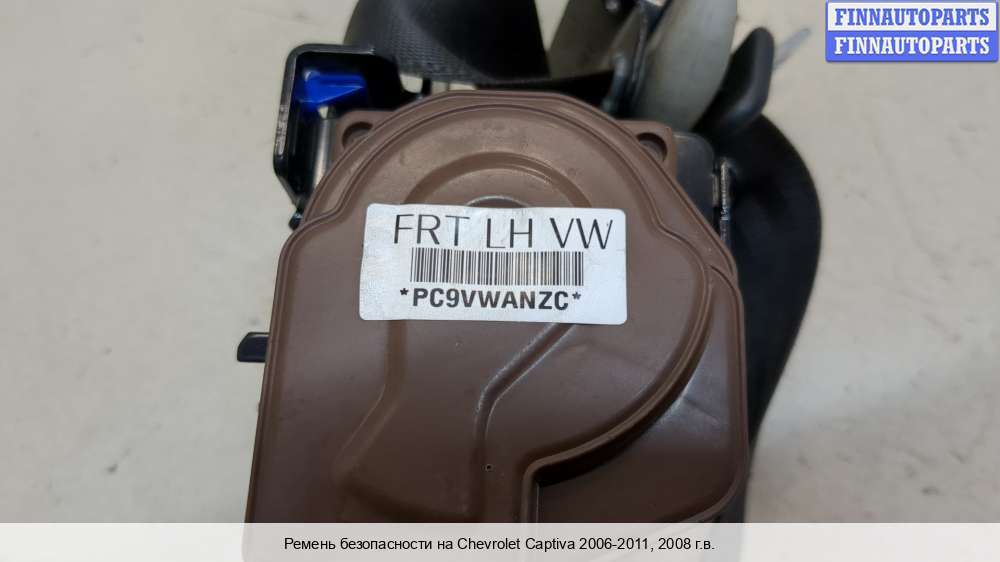 FINNAUTOPARTS
FINNAUTOPARTS
FRT LH VW
*PC9VWANZC*
Ремень безопасности на Chevrolet Captiva 2006-2011, 2008 г.в.